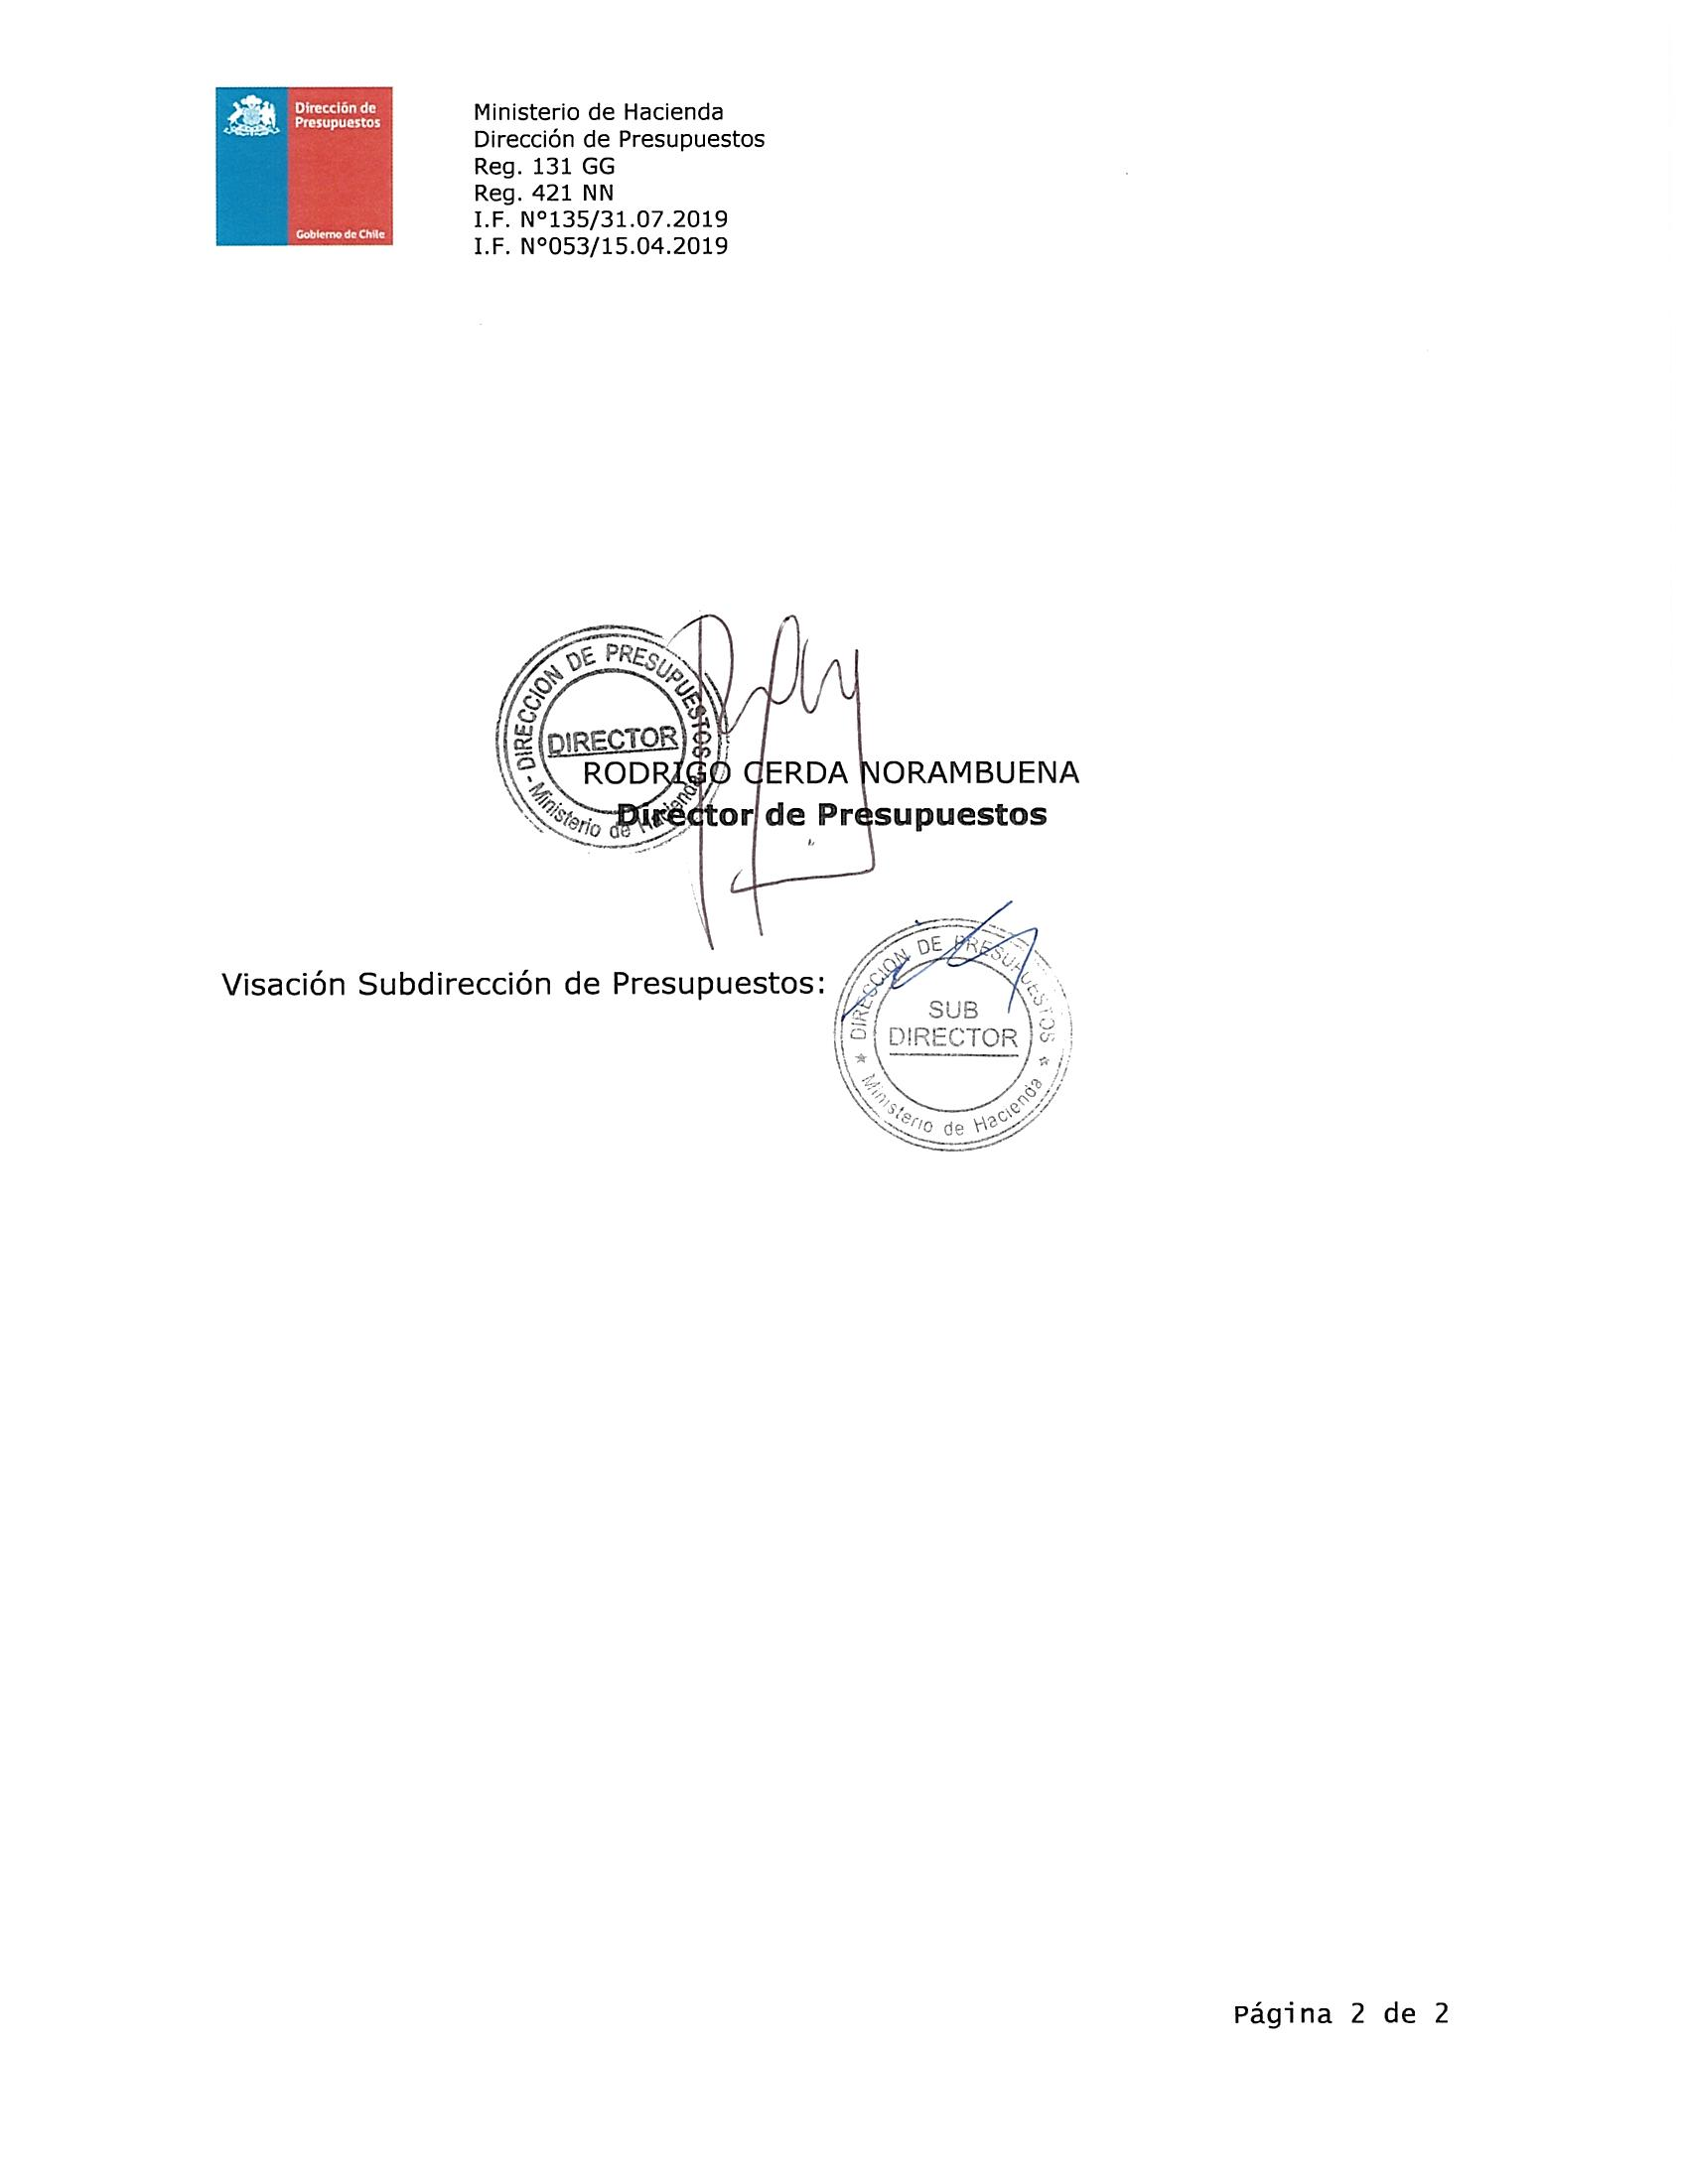 Dirección de
Presupuestos
Gobierno de Chile
Ministerio de Hacienda
Dirección de Presupuestos
Reg. 131 GG
Reg. 421 NN
I.F. N°135/31.07.2019
I.F. N°053/15.04.2019
DIRECCION DE PRESUPUESTOS
DIRECTOR
- Ministerio de Hacienda
RODRIGO CERDA NORAMBUENA
Director de Presupuestos
Visación Subdirección de Presupuestos:
DIRECCION DE PRESUPUESTOS
SUB
DIRECTOR
* Ministerio de Hacienda *
Página 2 de 2